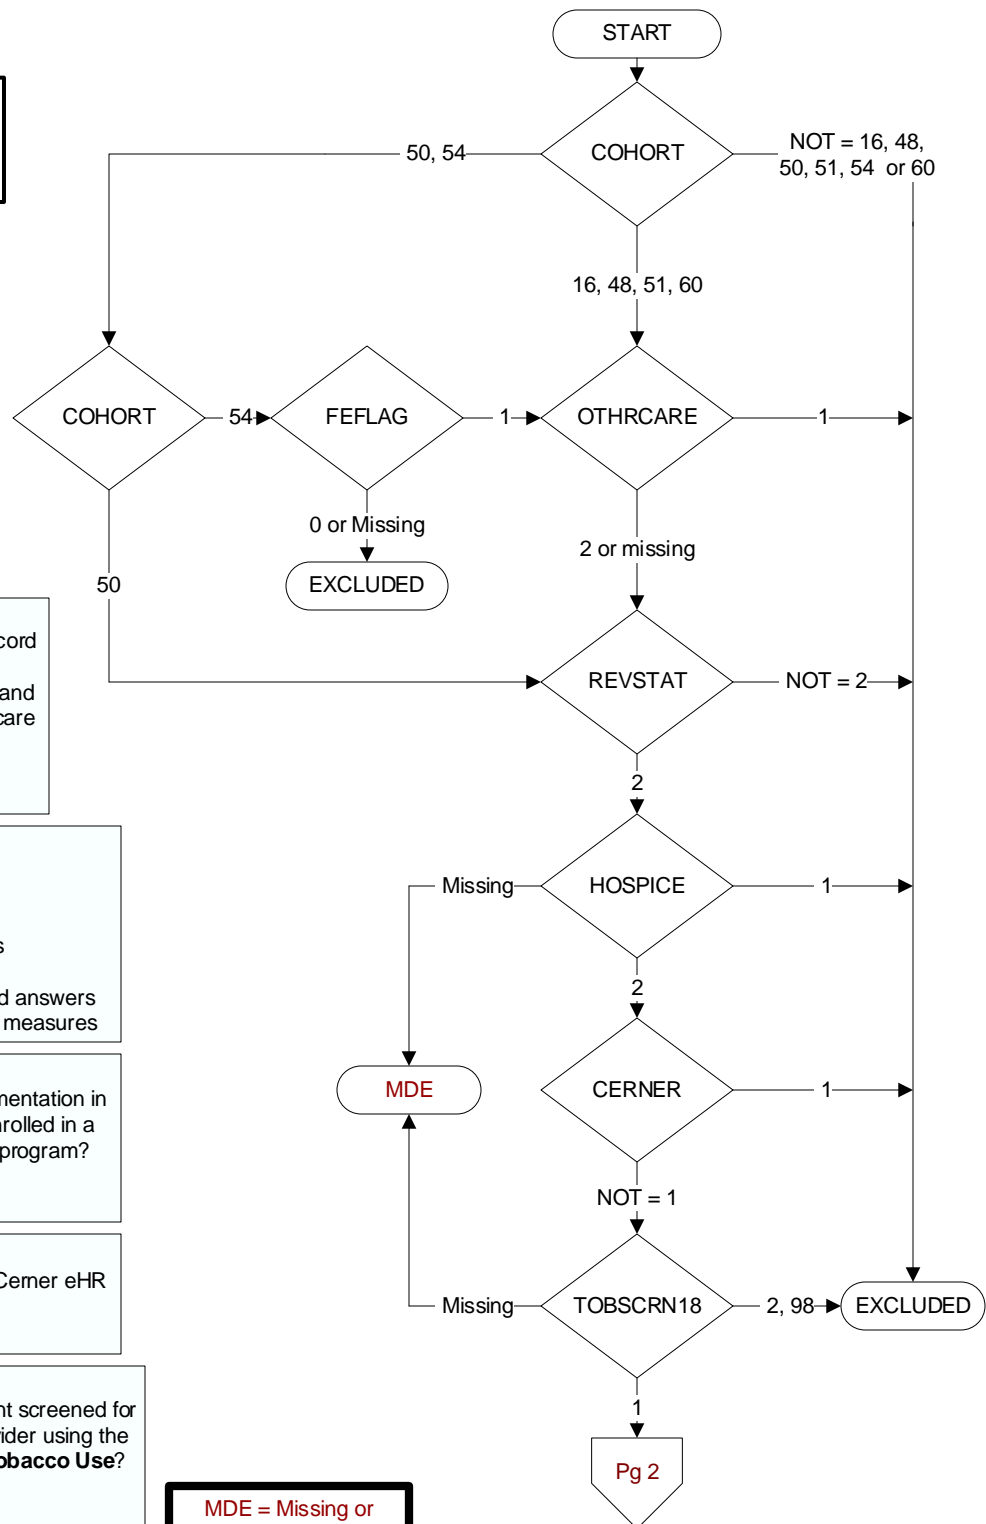 START
COHORT
50, 54
NOT = 16, 48,
50, 51, 54 or 60
16, 48, 51, 60
COHORT
54
FEFLAG
1
OTHRCARE
1
0 or Missing
EXCLUDED
2 or missing
50
REVSTAT
NOT = 2
2
Missing
HOSPICE
1
2
MDE
CERNER
1
NOT = 1
Missing
TOBSCRN18
2, 98
EXCLUDED
1
Pg 2
cord
and
care
s
d answers
measures
mentation in
nrolled in a
program?
Cerner eHR
nt screened for
vider using the
obacco Use?
MDE = Missing or